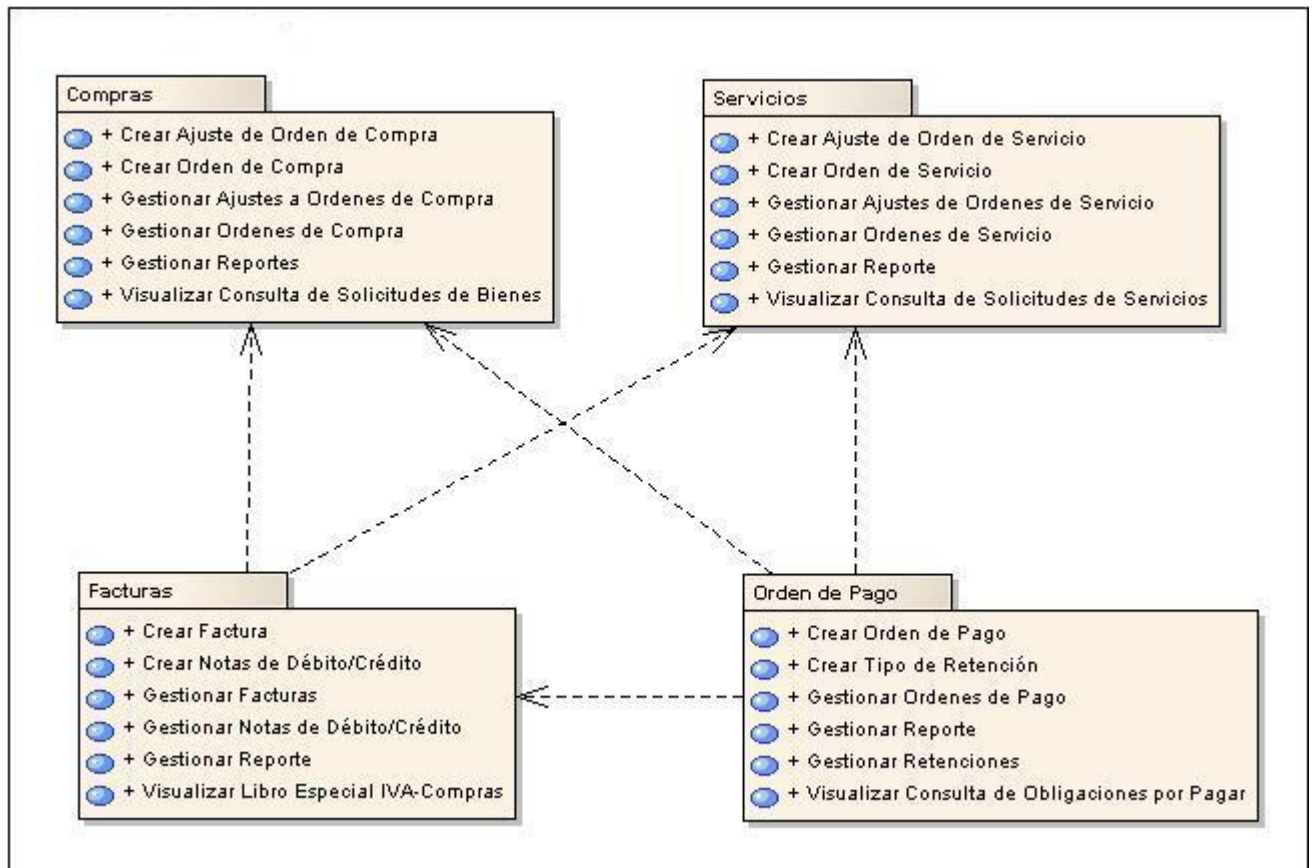 Compras
+ Crear Ajuste de Orden de Compra
+ Crear Orden de Compra
+ Gestionar Ajustes a Ordenes de Compra
+ Gestionar Ordenes de Compra
+ Gestionar Reportes
+ Visualizar Consulta de Solicitudes de Bienes
Servicios
+ Crear Ajuste de Orden de Servicio
+ Crear Orden de Servicio
+ Gestionar Ajustes de Ordenes de Servicio
+ Gestionar Ordenes de Servicio
+ Gestionar Reporte
+ Visualizar Consulta de Solicitudes de Servicios
Facturas
+ Crear Factura
+ Crear Notas de Débito/Crédito
+ Gestionar Facturas
+ Gestionar Notas de Débito/Crédito
+ Gestionar Reporte
+ Visualizar Libro Especial IVA-Compras
Orden de Pago
+ Crear Orden de Pago
+ Crear Tipo de Retención
+ Gestionar Ordenes de Pago
+ Gestionar Reporte
+ Gestionar Retenciones
+ Visualizar Consulta de Obligaciones por Pagar